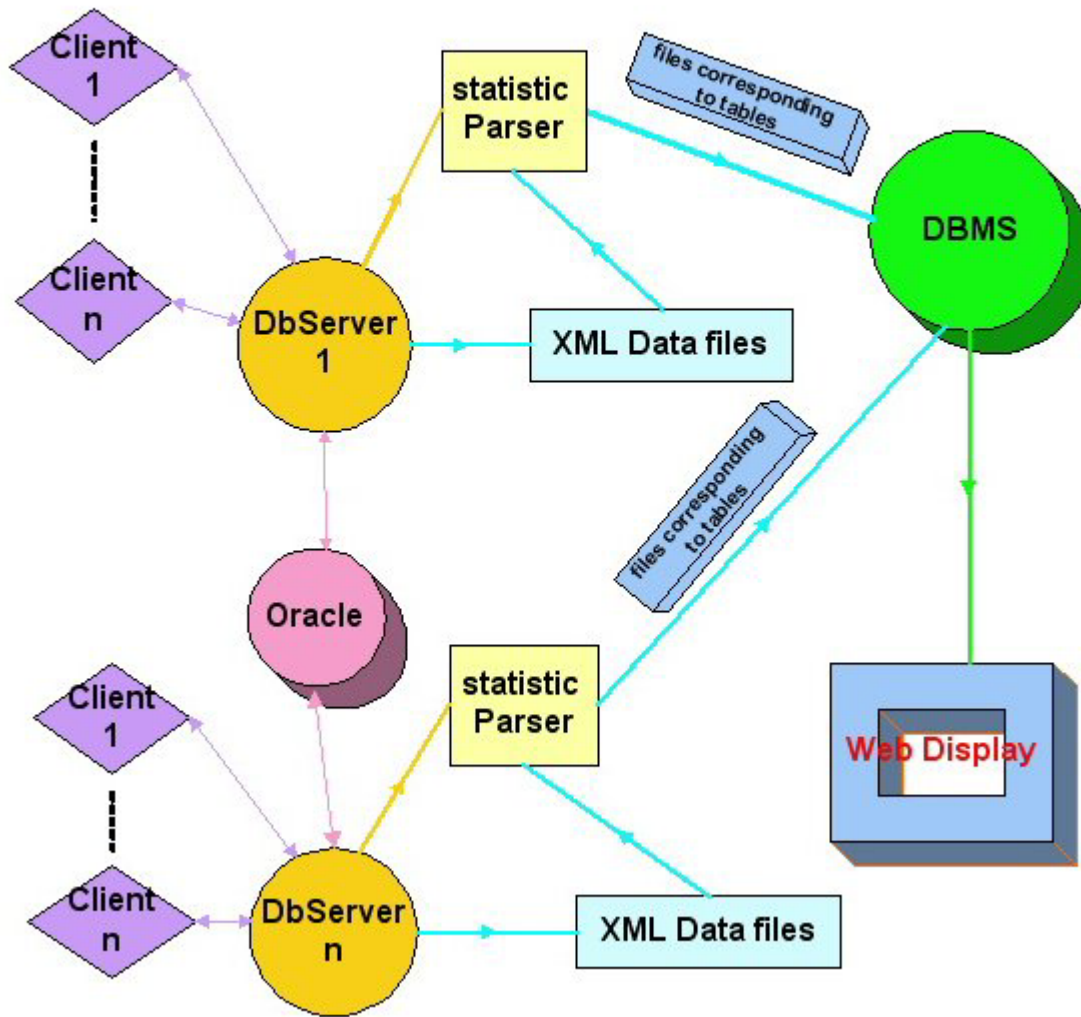 Client
1
statistic
Parser
files corresponding
to tables
DBMS
Client
n
DbServer
1
XML Data files
files corresponding
to tables
Oracle
statistic
Parser
Client
1
Web Display
Client
n
DbServer
n
XML Data files